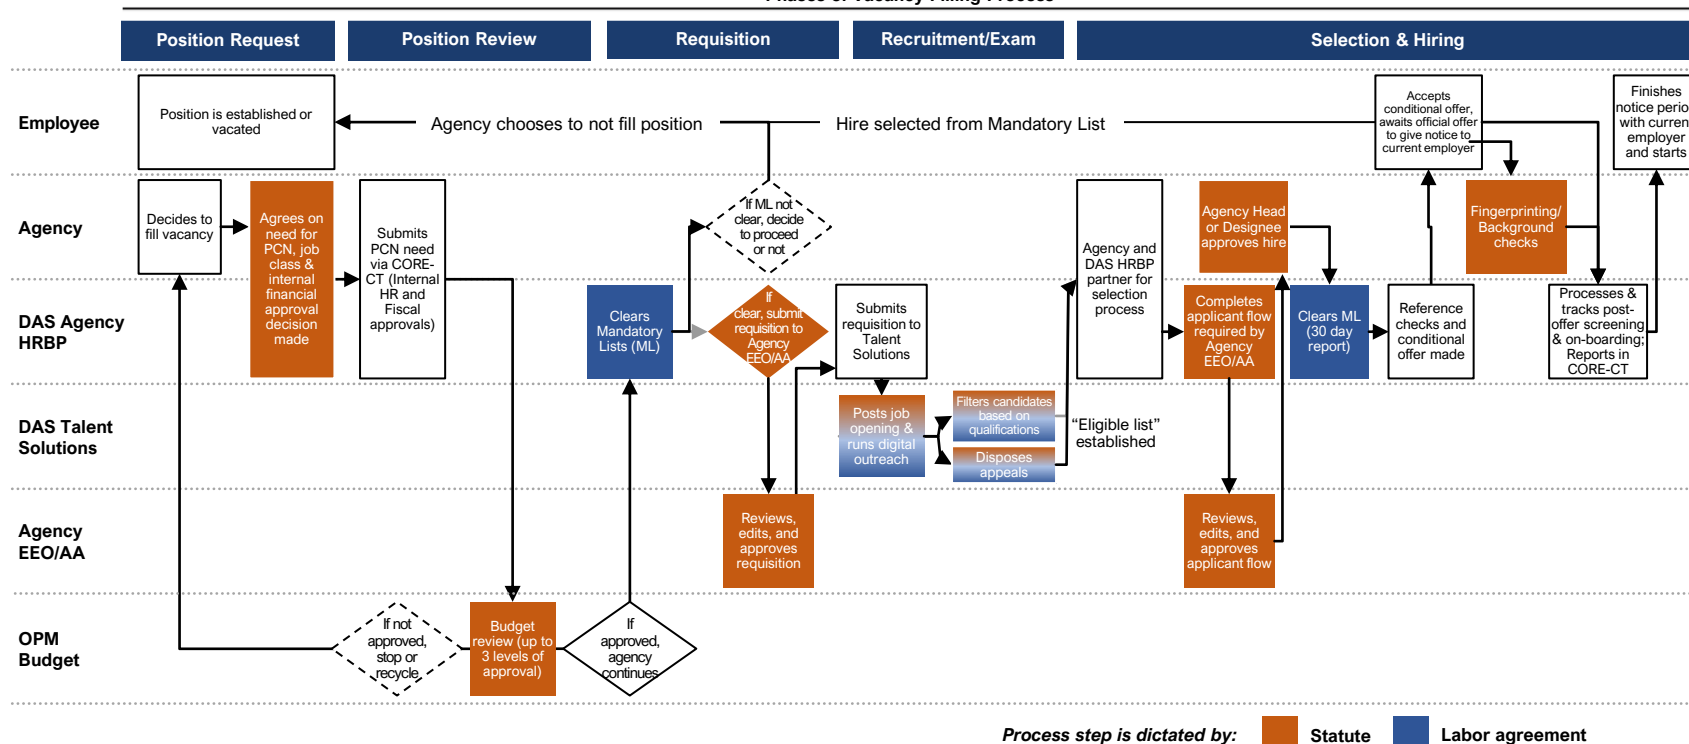 Phases of Vacancy Filling Process
Position Request
Position Review
Requisition
Recruitment/Exam
Selection & Hiring
Employee
Position is established or
vacated
Agency chooses to not fill position
Hire selected from Mandatory List
Accepts
conditional offer,
awaits official offer
to give notice to
current employer
Finishes
notice period
with current
employer
and starts
Agency
Decides to
fill vacancy
Agrees on
need for
PCN, job
class &
internal
financial
approval
decision
made
Submits
PCN need
via CORE-
CT (Internal
HR and
Fiscal
approvals)
If ML not
clear, decide
to proceed
or not
Agency and
DAS HRBP
partner for
selection
process
Agency Head
or Designee
approves hire
Fingerprinting/
Background
checks
DAS Agency
HRBP
Clears
Mandatory
Lists (ML)
If
clear, submit
requisition to
Agency
EEO/AA
Submits
requisition to
Talent
Solutions
Completes
applicant flow
required by
Agency
EEO/AA
Clears ML
(30 day
report)
Reference
checks and
conditional
offer made
Processes &
tracks post-
offer screening
& on-boarding;
Reports in
CORE-CT
DAS Talent
Solutions
Posts job
opening &
runs digital
outreach
Filters candidates
based on
qualifications
Disposes
appeals
“Eligible list”
established
Agency
EEO/AA
Reviews,
edits, and
approves
requisition
Reviews,
edits, and
approves
applicant flow
OPM
Budget
If not
approved,
stop or
recycle
Budget
review (up to
3 levels of
approval)
If
approved,
agency
continues
Process step is dictated by:
Statute
Labor agreement